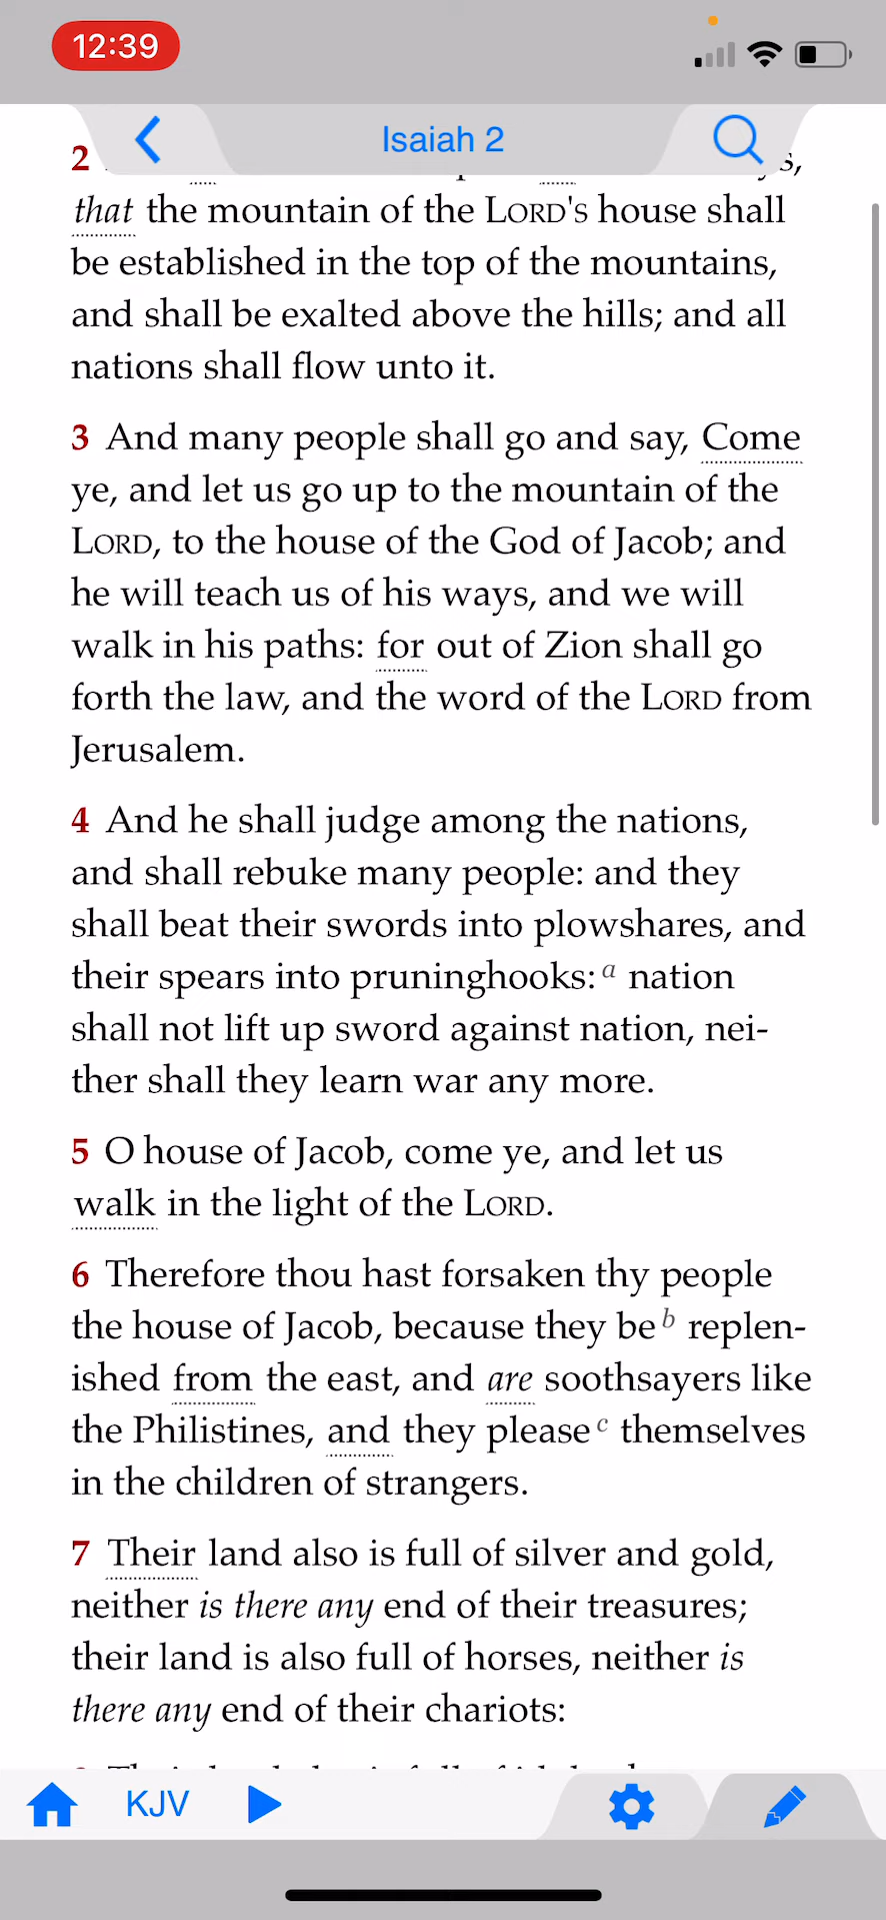 12:39
Isaiah 2
2
that the mountain of the LORD's house shall
be established in the top of the mountains,
and shall be exalted above the hills; and all
nations shall flow unto it.
3 And many people shall go and say, Come
ye, and let us go up to the mountain of the
LORD, to the house of the God of Jacob; and
he will teach us of his ways, and we will
walk in his paths: for out of Zion shall go
forth the law, and the word of the LORD from
Jerusalem.
4 And he shall judge among the nations,
and shall rebuke many people: and they
shall beat their swords into plowshares, and
their spears into pruninghooks: a nation
shall not lift up sword against nation, nei-
ther shall they learn war any more.
5 O house of Jacob, come ye, and let us
walk in the light of the LORD.
6 Therefore thou hast forsaken thy people
the house of Jacob, because they be b replen-
ished from the east, and are soothsayers like
the Philistines, and they please c themselves
in the children of strangers.
7 Their land also is full of silver and gold,
neither is there any end of their treasures;
their land is also full of horses, neither is
there any end of their chariots:
KJV